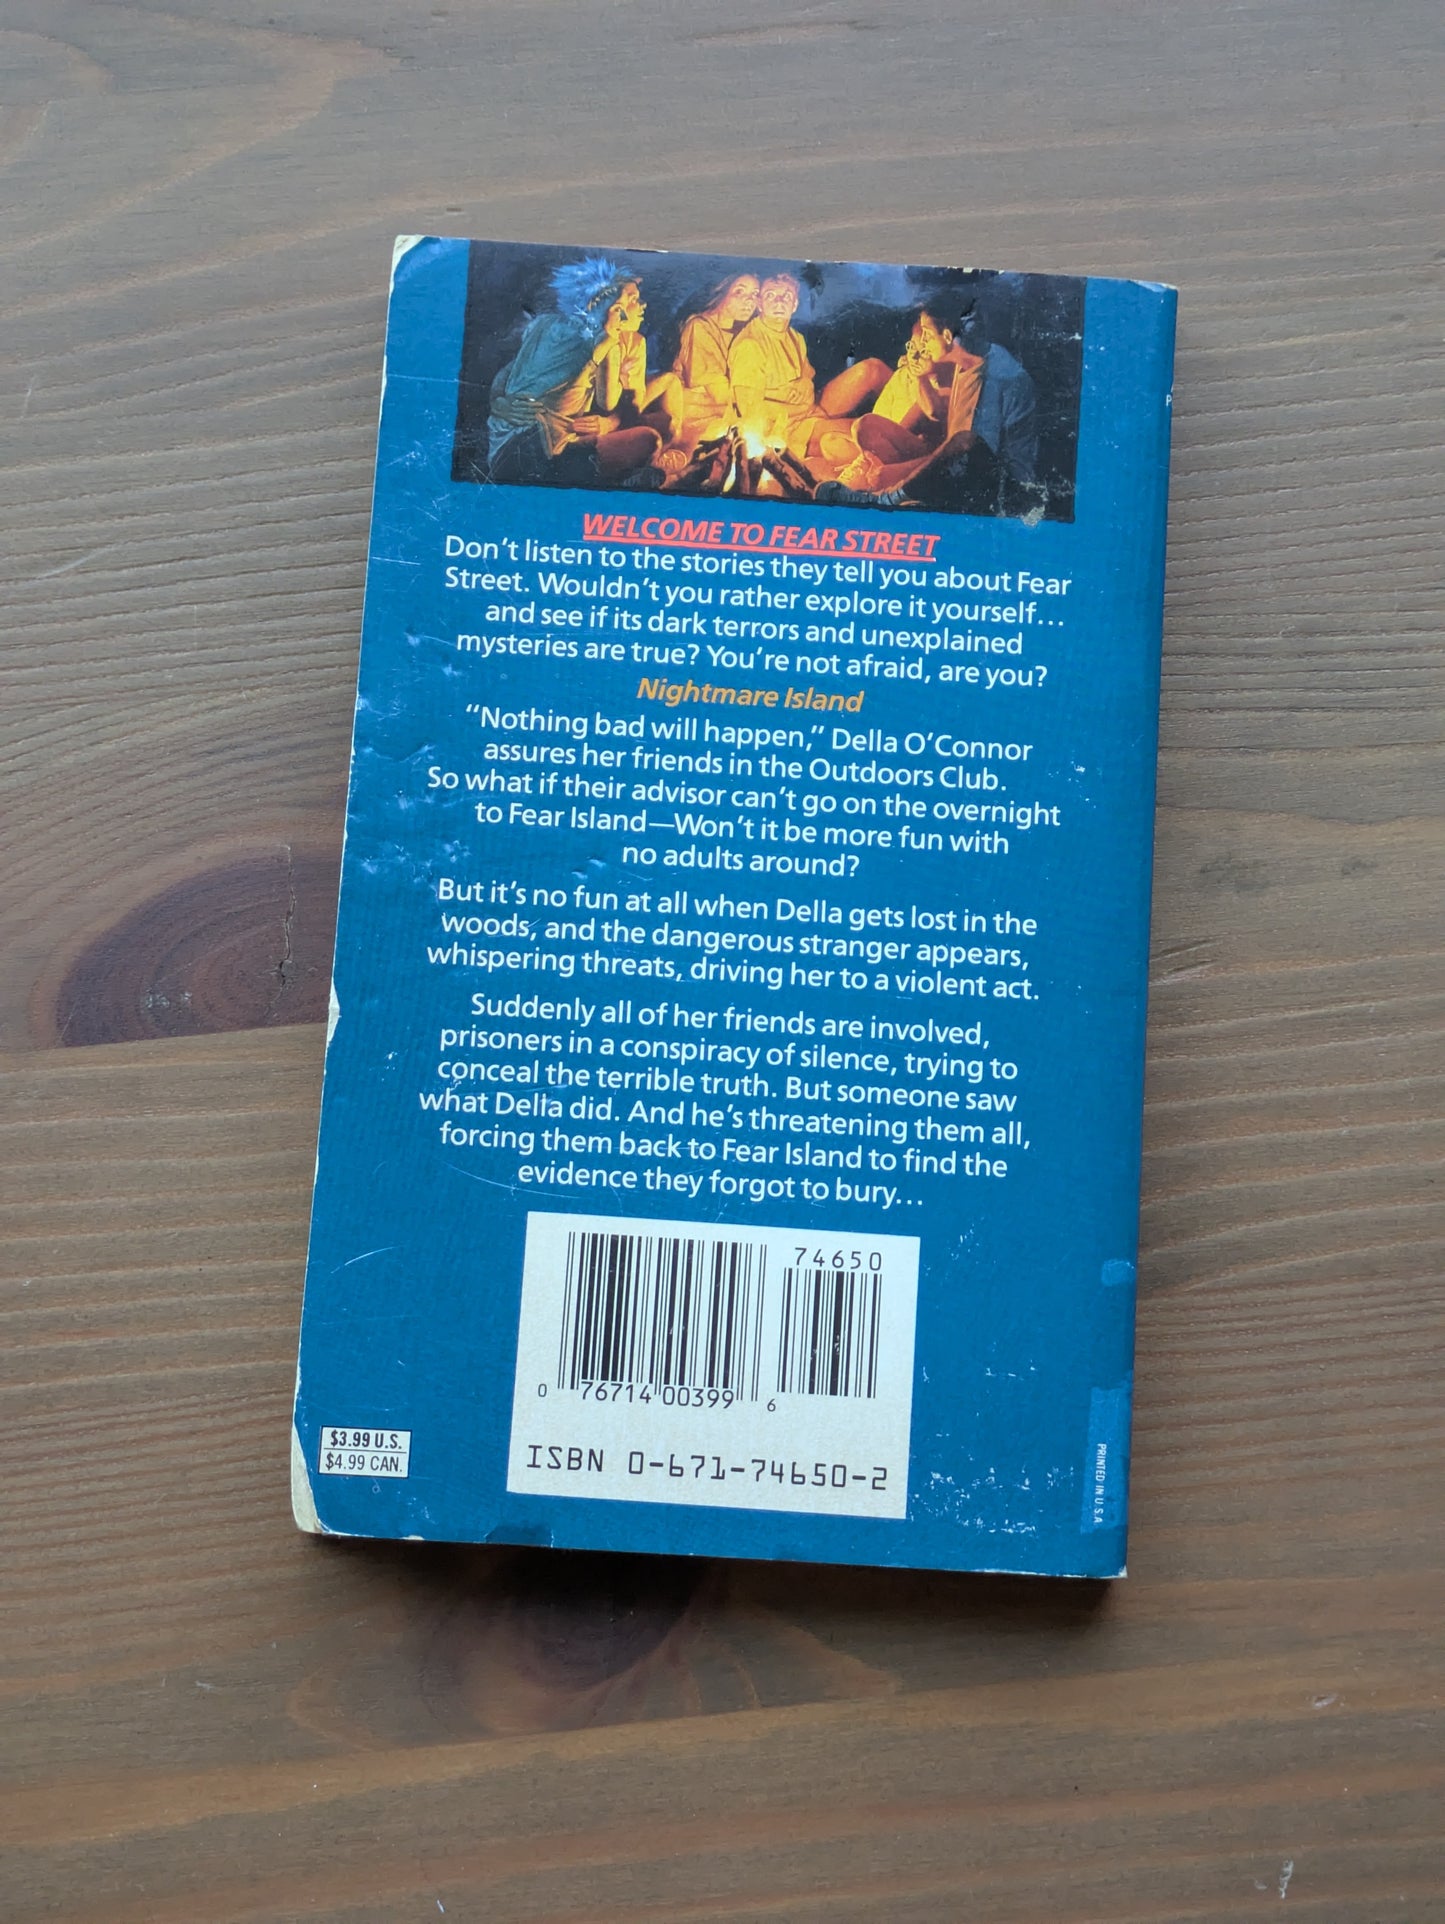 WELCOME TO FEAR STREET
Don't listen to the stories they tell you about Fear
Street. Wouldn't you rather explore it yourself...
and see if its dark terrors and unexplained
mysteries are true? You're not afraid, are you?
Nightmare Island
"Nothing bad will happen," Della O'Connor
assures her friends in the Outdoors Club.
So what if their advisor can't go on the overnight
to Fear Island—Won't it be more fun with
no adults around?
But it's no fun at all when Della gets lost in the
woods, and the dangerous stranger appears,
whispering threats, driving her to a violent act.
Suddenly all of her friends are involved,
prisoners in a conspiracy of silence, trying to
conceal the terrible truth. But someone saw
what Della did. And he's threatening them all,
forcing them back to Fear Island to find the
evidence they forgot to bury...
74650
0 76714 00399 6
ISBN 0-671-74650-2
$3.99 U.S.
$4.99 CAN.
PRINTED IN U.S.A